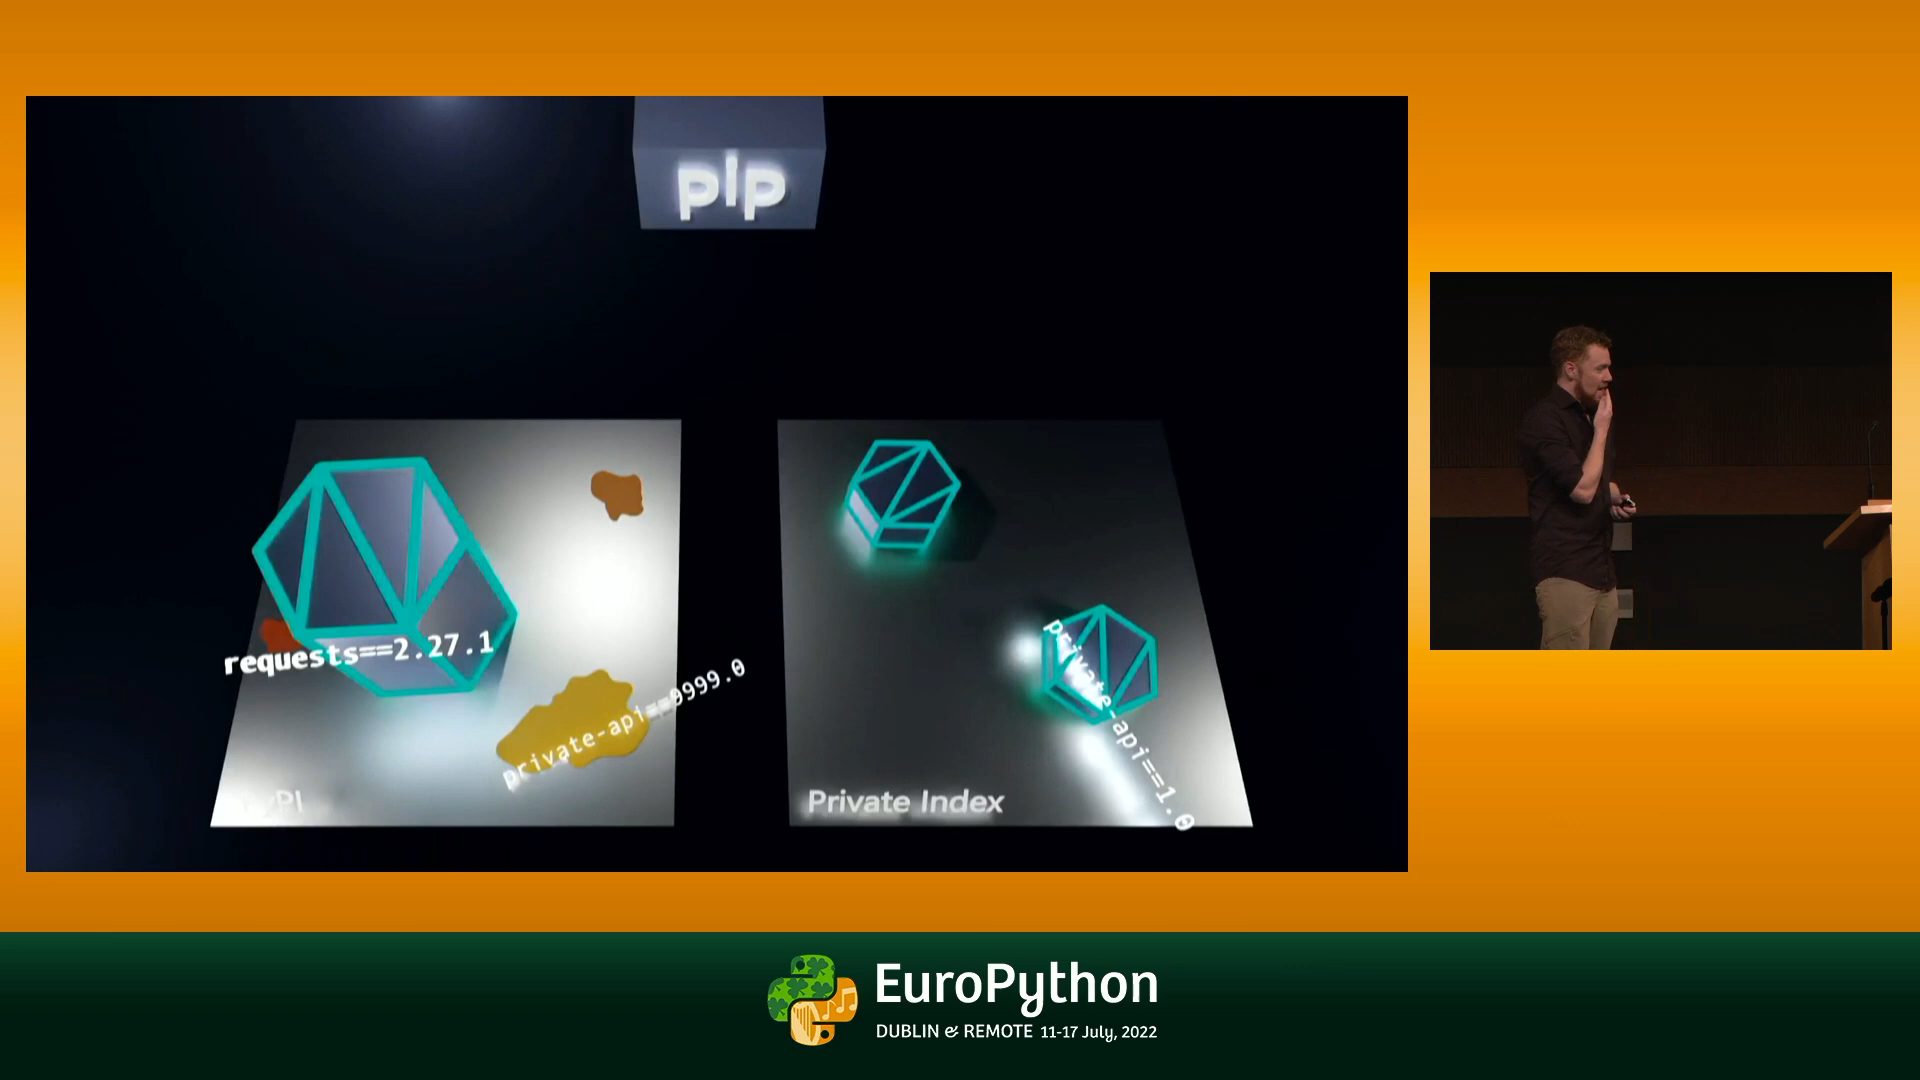 pip
requests==2.27.1
private-api==9999.0
private-api==1.0
PyPI
Private Index
EuroPython
DUBLIN & REMOTE 11-17 July, 2022